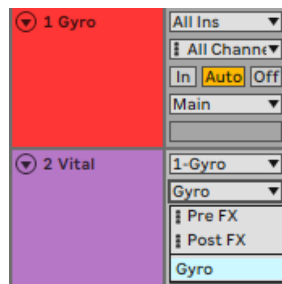 1 Gyro
All Ins
All Channe
In Auto Off
Main
2 Vital
1-Gyro
Gyro
Pre FX
Post FX
Gyro